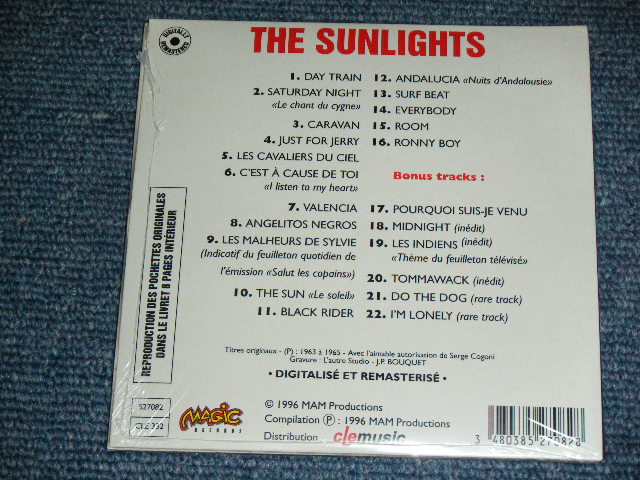 DIGITALLY REMASTERED
THE SUNLIGHTS
1. DAY TRAIN
2. SATURDAY NIGHT
«Le chant du cygne»
3. CARAVAN
4. JUST FOR JERRY
5. LES CAVALIERS DU CIEL
6. C'EST À CAUSE DE TOI
«I listen to my heart»
7. VALENCIA
8. ANGELITOS NEGROS
9. LES MALHEURS DE SYLVIE
(Indicatif du feuilleton quotidien de
l'émission «Salut les copains»)
10. THE SUN «Le soleil»
11. BLACK RIDER
12. ANDALUCIA «Nuits d'Andalousie»
13. SURF BEAT
14. EVERYBODY
15. ROOM
16. RONNY BOY
Bonus tracks :
17. POURQUOI SUIS-JE VENU
18. MIDNIGHT (inédit)
19. LES INDIENS (inédit)
«Thème du feuilleton télévisé»
20. TOMMAWACK (inédit)
21. DO THE DOG (rare track)
22. I'M LONELY (rare track)
REPRODUCTION DES POCHETTES ORIGINALES
DANS LE LIVRET 8 PAGES INTÉRIEUR
Titres originaux - (P) : 1963 à 1965 - Avec l'aimable autorisation de Serge Cogoni
Gravure : L'autre Studio - J.P. BOUQUET
• DIGITALISÉ ET REMASTERISÉ •
527082
CLE 332
MAGIC
RECORDS
© 1996 MAM Productions
Compilation Ⓟ : 1996 MAM Productions
Distribution clemusic
3 480385 270828